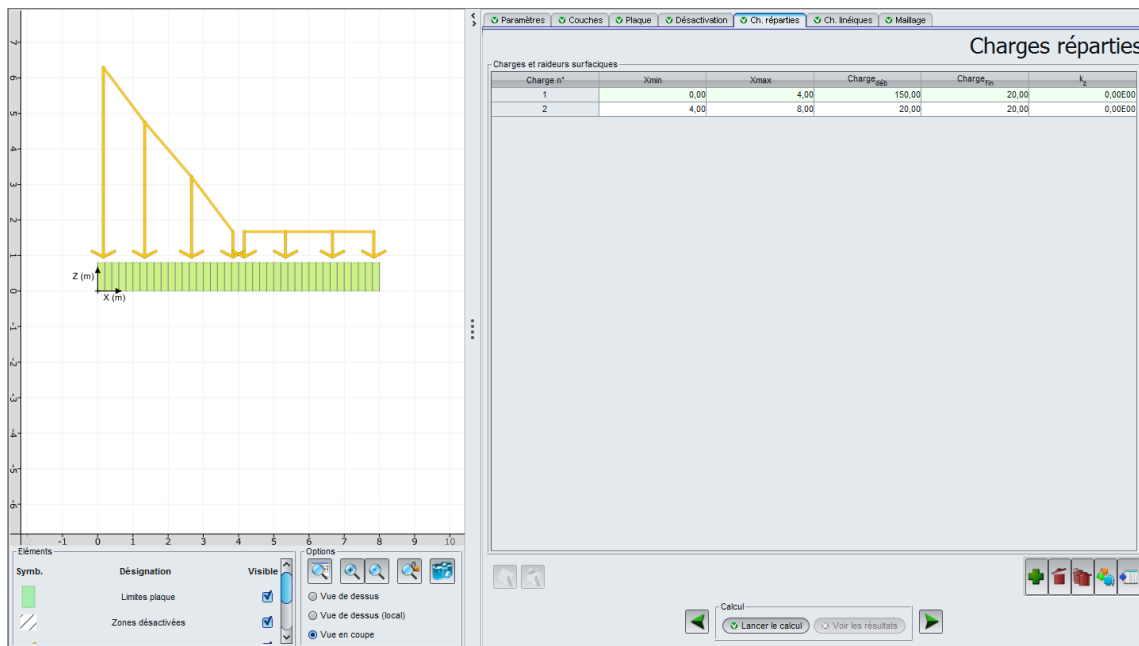 Paramètres Couches Plaque Désactivation Ch. réparties Ch. linéiques Maillage
Charges réparties
Charges et raideurs surfaciques
Charge n° Xmin Xmax Charge déb Charge fin k z
1 0,00 4,00 150,00 20,00 0,00E00
2 4,00 8,00 20,00 20,00 0,00E00
7
6
5
4
3
2
1
0
-1
-2
-3
-4
-5
-6
Z (m)
X (m)
-1 0 1 2 3 4 5 6 7 8 9 10
Eléments
Symb. Désignation Visible
Limites plaque
Zones désactivées
Options
Vue de dessus
Vue de dessus (local)
Vue en coupe
Calcul
Lancer le calcul Voir les résultats